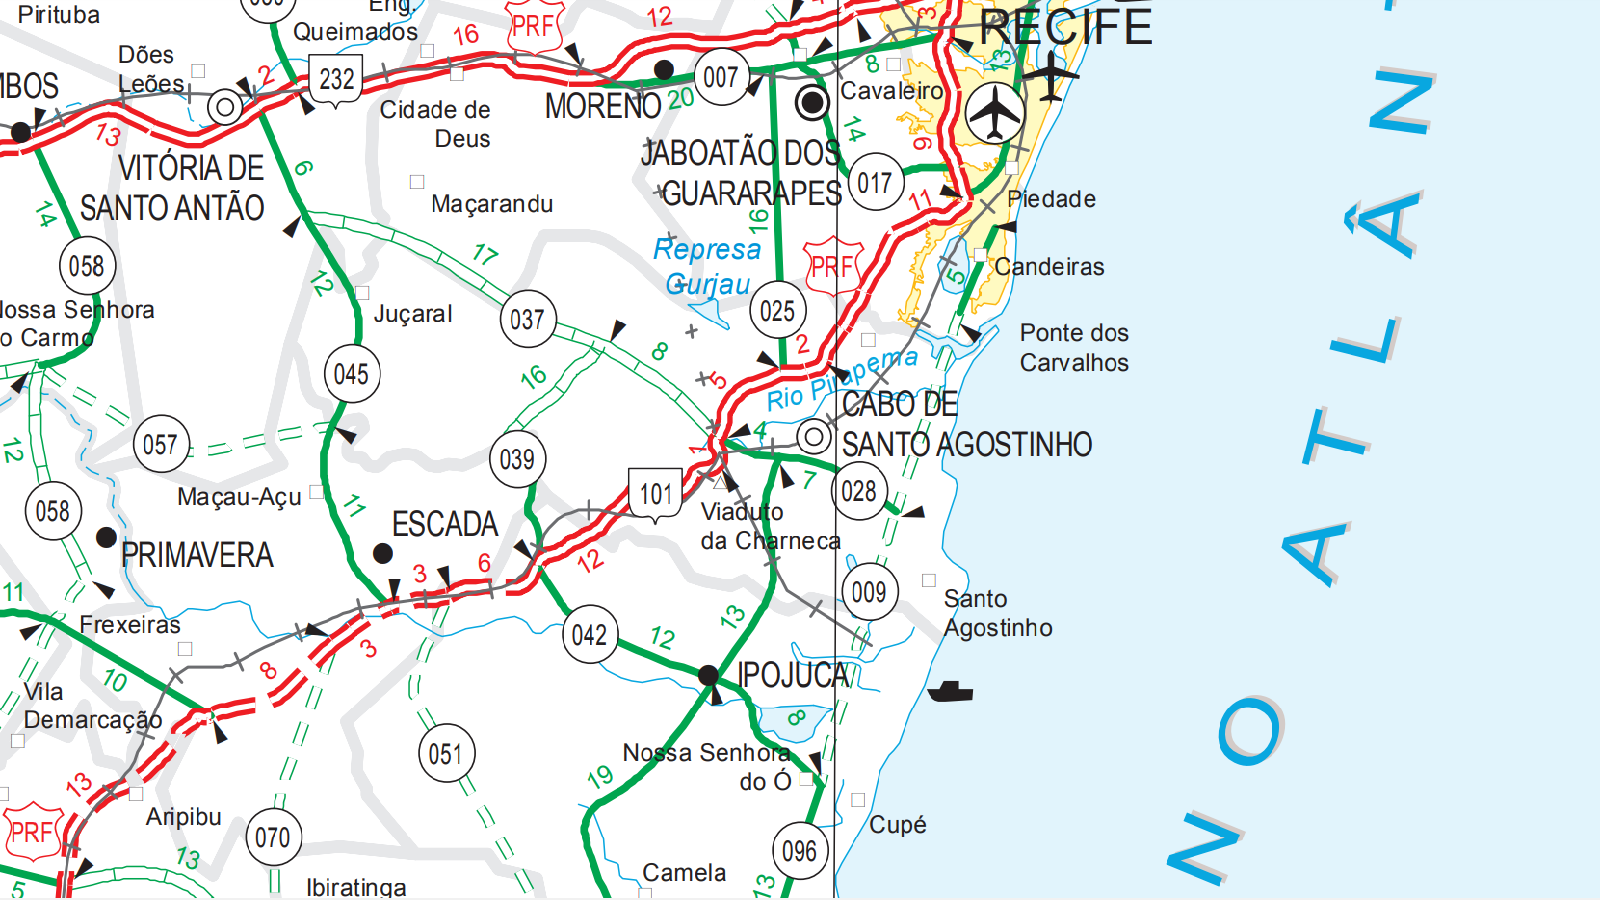 Pirituba
Eng.
Queimados
PRF
12
16
3
RECIFE
13
Dões
Leões
2
232
007
8
Cavaleiro
MORENO
20
Cidade de
Deus
13
VITÓRIA DE
SANTO ANTÃO
6
14
JABOATÃO DOS
GUARARAPES
14
9
017
11
Piedade
Maçarandu
16
17
058
12
Represa
Gurjau
PRF
Candeiras
5
Juçaral
037
025
Nossa Senhora
o Carmo
Ponte dos
Carvalhos
2
8
Rio Pirapema
045
16
5
CABO DE
SANTO AGOSTINHO
4
057
12
039
1
7
028
Maçau-Açu
101
058
11
ESCADA
Viaduto
da Charneca
PRIMAVERA
12
3
6
009
11
Santo
Agostinho
Frexeiras
042
12
13
3
8
10
IPOJUCA
Vila
Demarcação
8
051
Nossa Senhora
do Ó
19
13
Aripibu
Cupé
PRF
070
096
13
Ibiratinga
Camela
13
5
NO ATLÂNT